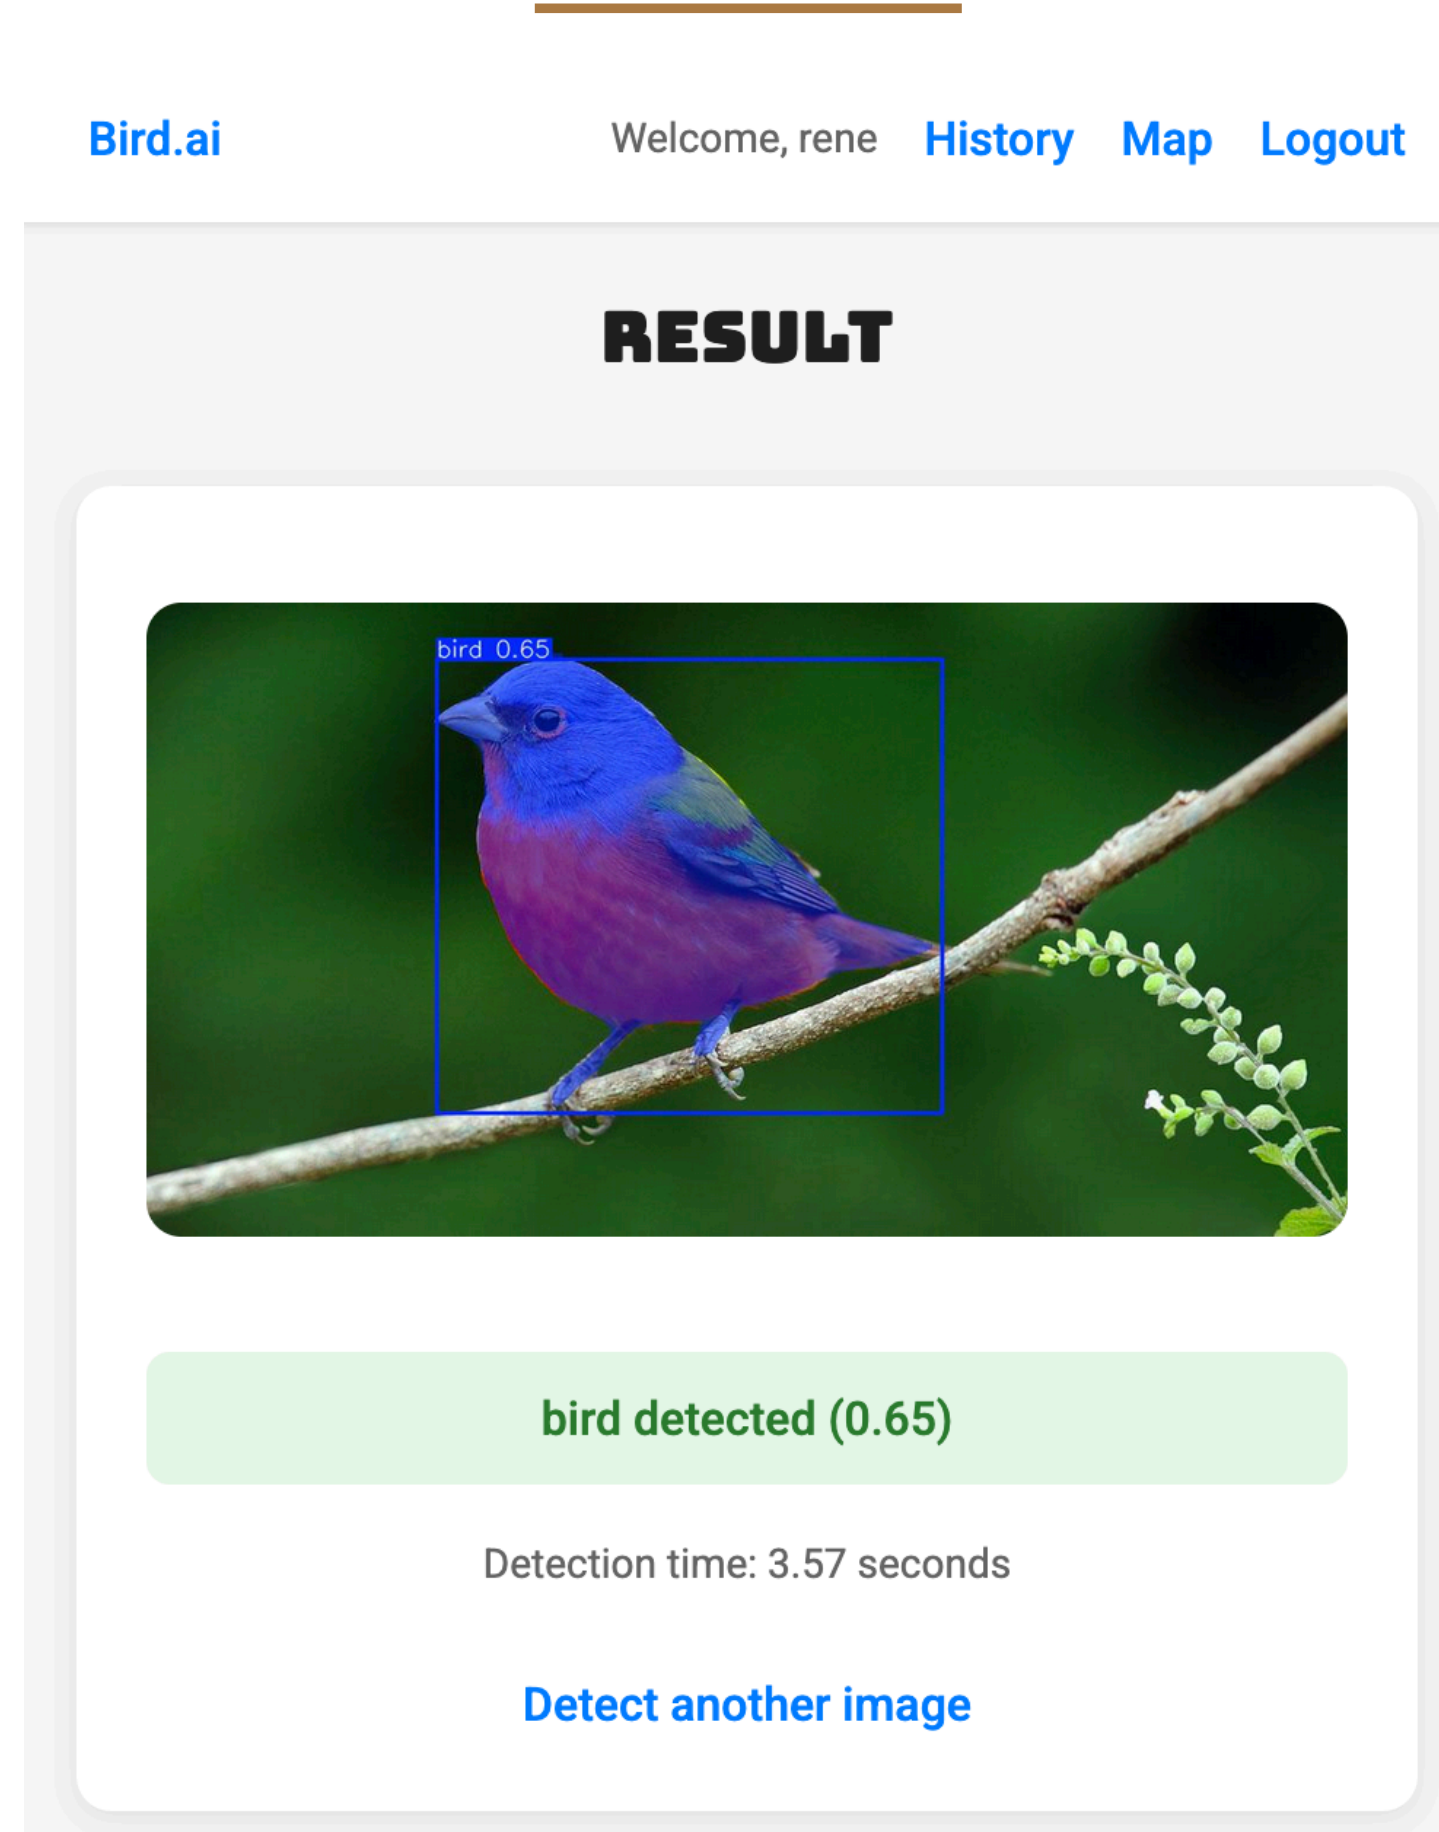 Bird.ai Welcome, rene History Map Logout
RESULT
bird 0.65
bird detected (0.65)
Detection time: 3.57 seconds
Detect another image